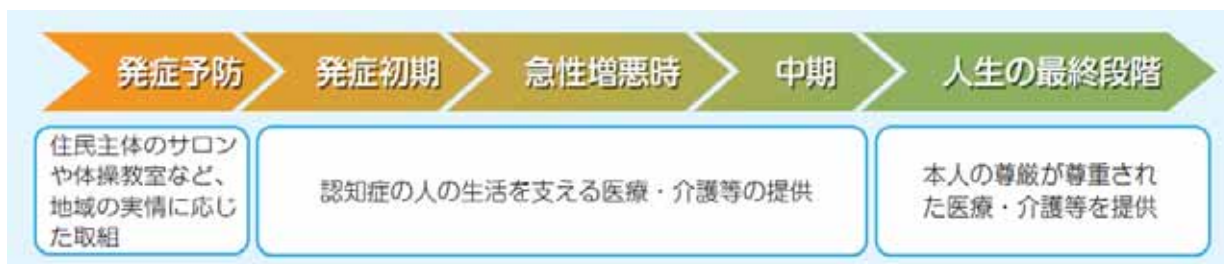 発症予防
発症初期
急性増悪時
中期
人生の最終段階
住民主体のサロン
や体操教室など、
地域の実情に応じ
た取組
認知症の人の生活を支える医療・介護等の提供
本人の尊厳が尊重され
た医療・介護等を提供